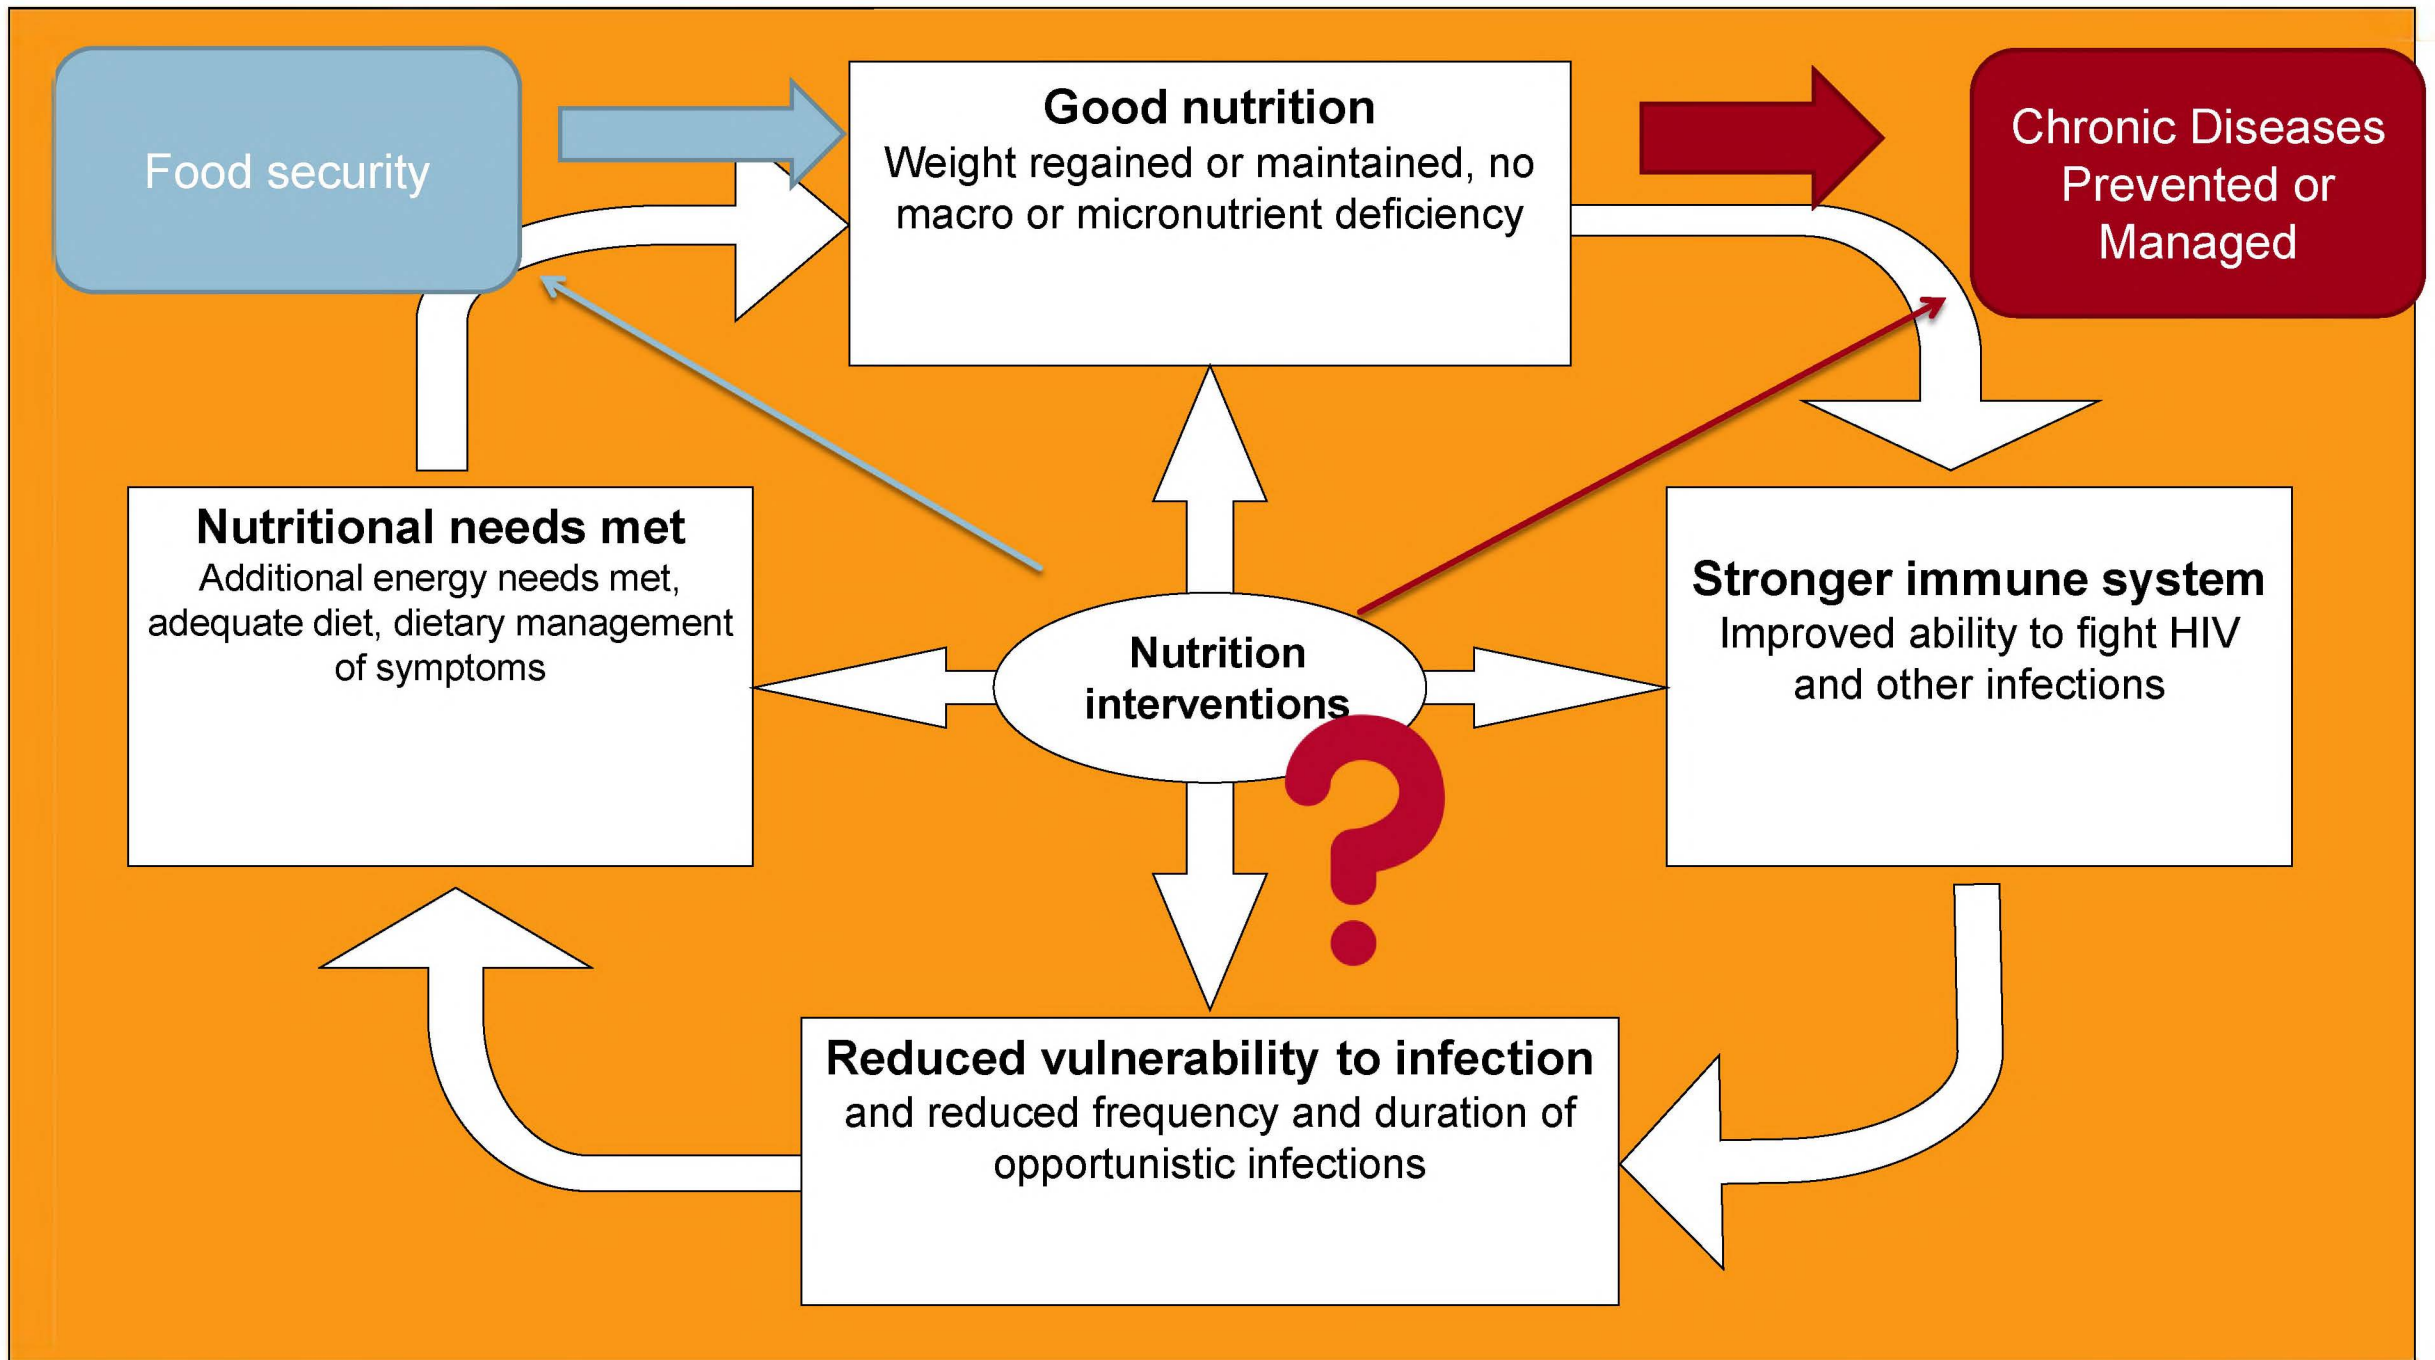 Food security
Good nutrition
Weight regained or maintained, no
macro or micronutrient deficiency
Chronic Diseases
Prevented or
Managed
Nutritional needs met
Additional energy needs met,
adequate diet, dietary management
of symptoms
Nutrition
interventions
?
Stronger immune system
Improved ability to fight HIV
and other infections
Reduced vulnerability to infection
and reduced frequency and duration of
opportunistic infections